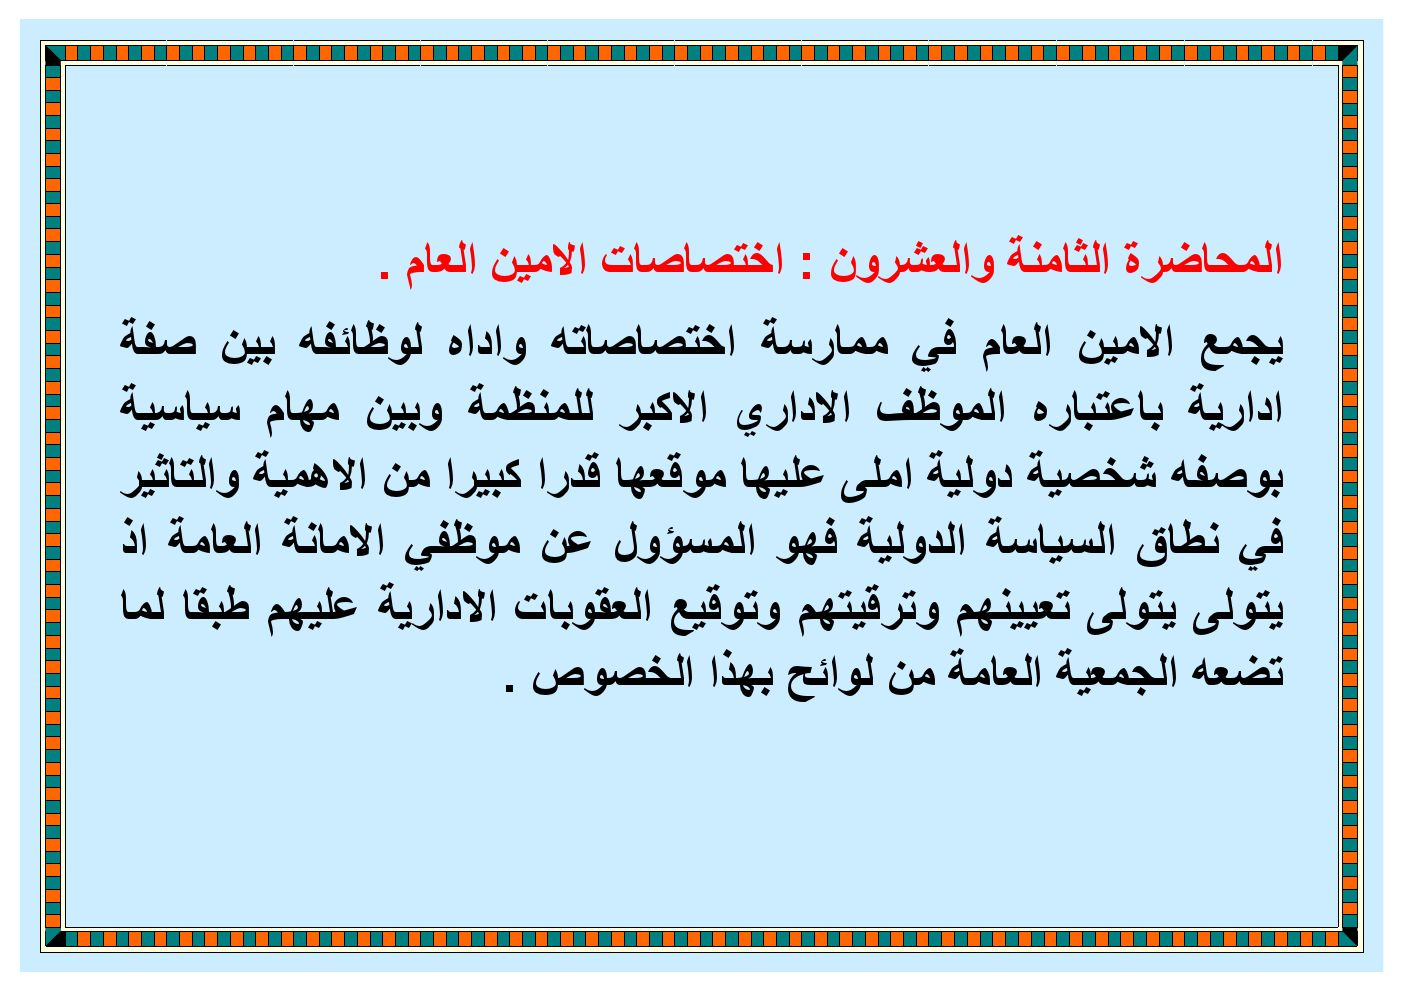 المحاضرة الثامنة والعشرون : اختصاصات الامين العام .
يجمع الامين العام في ممارسة اختصاصاته واداه لوظائفه بين صفة
ادارية باعتباره الموظف الاداري الاكبر للمنظمة وبين مهام سياسية
بوصفه شخصية دولية املى عليها موقعها قدرا كبيرا من الاهمية والتاثير
في نطاق السياسة الدولية فهو المسؤول عن موظفي الامانة العامة اذ
يتولى يتولى تعيينهم وترقيتهم وتوقيع العقوبات الادارية عليهم طبقا لما
تضعه الجمعية العامة من لوائح بهذا الخصوص .